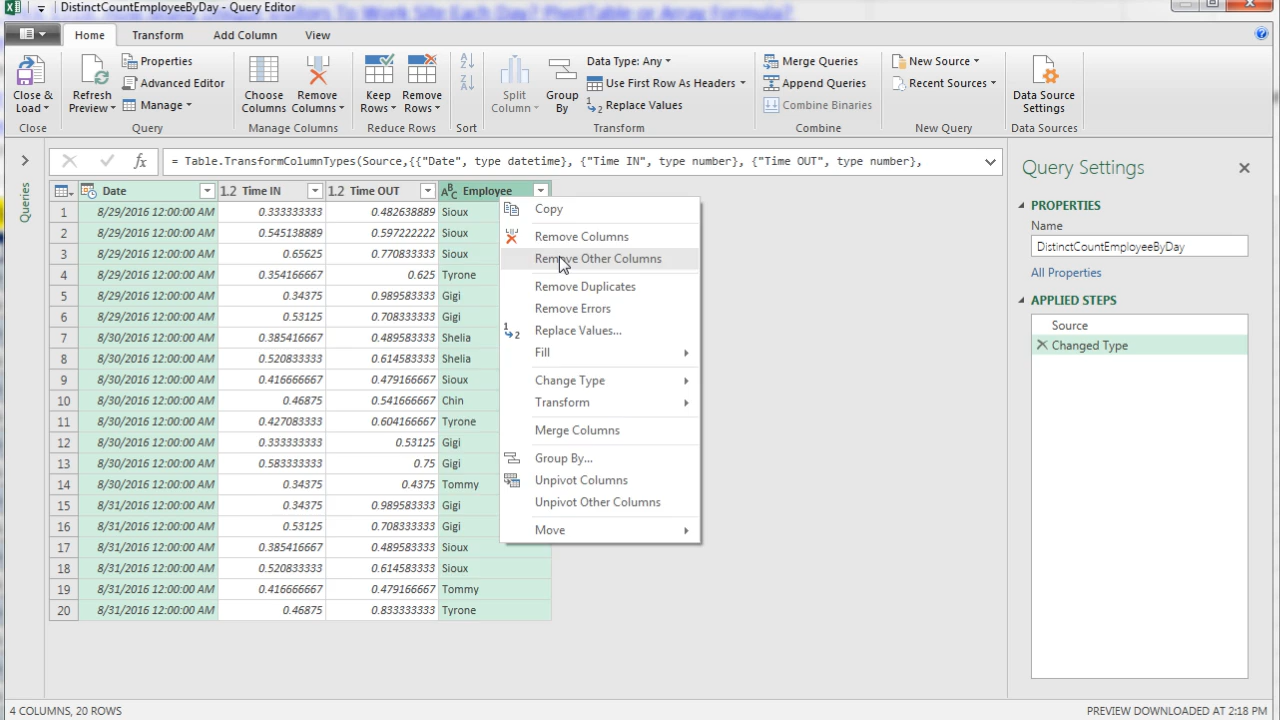 DistinctCountEmployeeByDay - Query Editor
Home Transform Add Column View
Close & Load
Refresh Preview
Properties
Advanced Editor
Manage
Choose Columns
Remove Columns
Keep Rows
Remove Rows
Split Column
Group By
Data Type: Any
Use First Row As Headers
Replace Values
Merge Queries
Append Queries
Combine Binaries
New Source
Recent Sources
Data Source Settings
Close Query Manage Columns Reduce Rows Sort Transform Combine New Query Data Sources
fx = Table.TransformColumnTypes(Source,{{"Date", type datetime}, {"Time IN", type number}, {"Time OUT", type number},
Queries
Date 1.2 Time IN 1.2 Time OUT ABC Employee
1 8/29/2016 12:00:00 AM 0.333333333 0.482638889 Sioux
2 8/29/2016 12:00:00 AM 0.545138889 0.597222222 Sioux
3 8/29/2016 12:00:00 AM 0.65625 0.770833333 Sioux
4 8/29/2016 12:00:00 AM 0.354166667 0.625 Tyrone
5 8/29/2016 12:00:00 AM 0.34375 0.989583333 Gigi
6 8/29/2016 12:00:00 AM 0.53125 0.708333333 Gigi
7 8/30/2016 12:00:00 AM 0.385416667 0.489583333 Shelia
8 8/30/2016 12:00:00 AM 0.520833333 0.614583333 Shelia
9 8/30/2016 12:00:00 AM 0.416666667 0.479166667 Sioux
10 8/30/2016 12:00:00 AM 0.46875 0.541666667 Chin
11 8/30/2016 12:00:00 AM 0.427083333 0.604166667 Tyrone
12 8/30/2016 12:00:00 AM 0.333333333 0.53125 Gigi
13 8/30/2016 12:00:00 AM 0.583333333 0.75 Gigi
14 8/30/2016 12:00:00 AM 0.34375 0.4375 Tommy
15 8/31/2016 12:00:00 AM 0.34375 0.989583333 Gigi
16 8/31/2016 12:00:00 AM 0.53125 0.708333333 Gigi
17 8/31/2016 12:00:00 AM 0.385416667 0.489583333 Sioux
18 8/31/2016 12:00:00 AM 0.520833333 0.614583333 Sioux
19 8/31/2016 12:00:00 AM 0.416666667 0.479166667 Tommy
20 8/31/2016 12:00:00 AM 0.46875 0.833333333 Tyrone
Copy
Remove Columns
Remove Other Columns
Remove Duplicates
Remove Errors
Replace Values...
Fill
Change Type
Transform
Merge Columns
Group By...
Unpivot Columns
Unpivot Other Columns
Move
Query Settings
PROPERTIES
Name
DistinctCountEmployeeByDay
All Properties
APPLIED STEPS
Source
Changed Type
4 COLUMNS, 20 ROWS
PREVIEW DOWNLOADED AT 2:18 PM